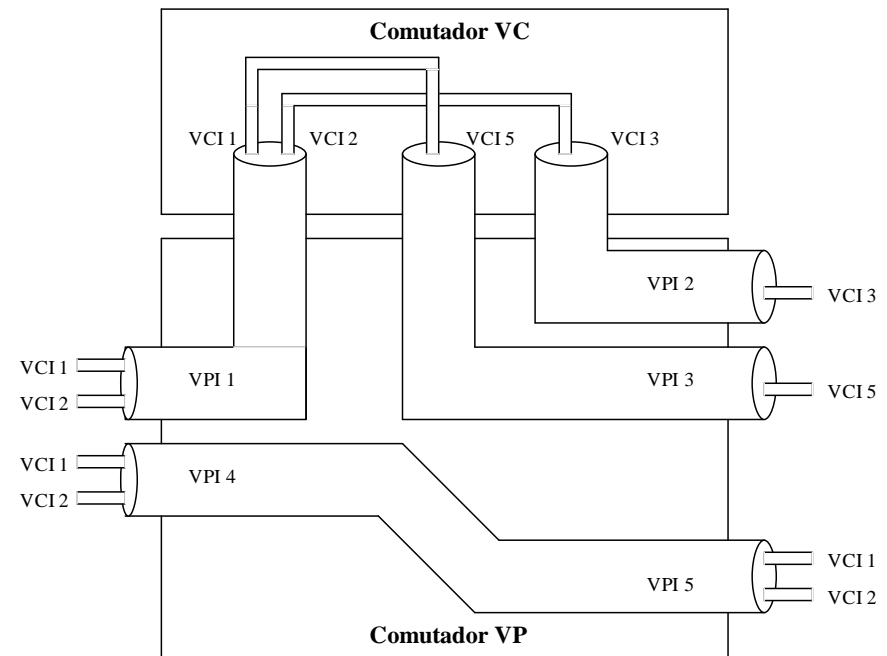 Comutador VC
VCI 1
VCI 2
VCI 5
VCI 3
VPI 2
VCI 3
VCI 1
VPI 1
VPI 3
VCI 2
VCI 5
VCI 1
VPI 4
VCI 2
VCI 1
VPI 5
VCI 2
Comutador VP